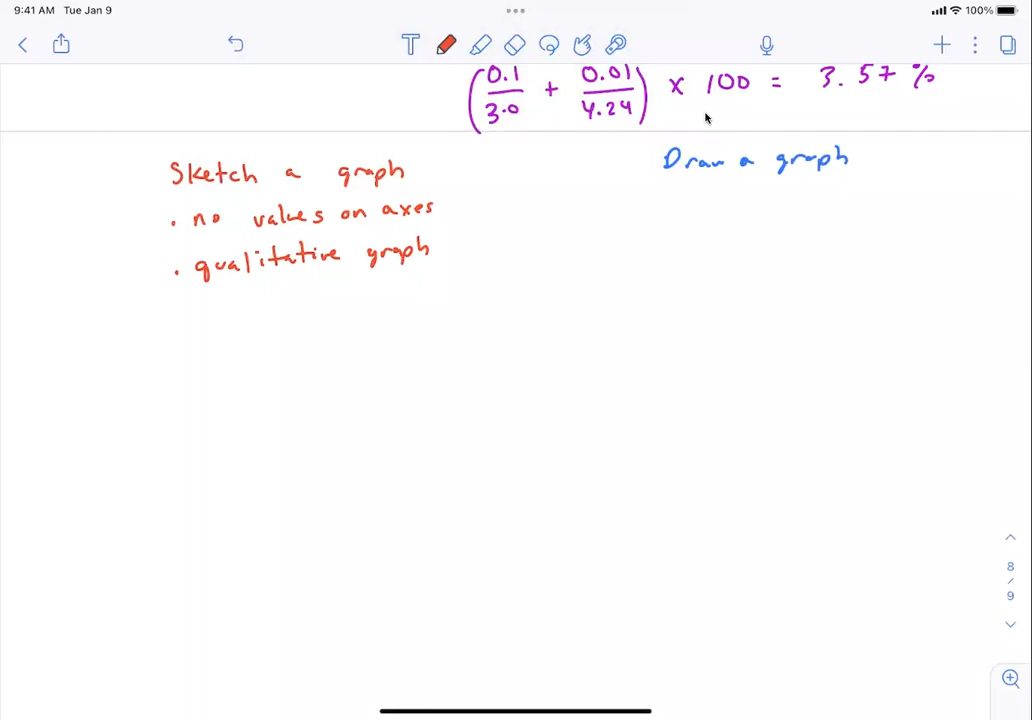 9:41 AM Tue Jan 9
100%
T
(0.1/3.0 + 0.01/4.24) x 100 = 3.57 %
Sketch a graph
Draw a graph
. no values on axes
. qualitative graph
8
/
9